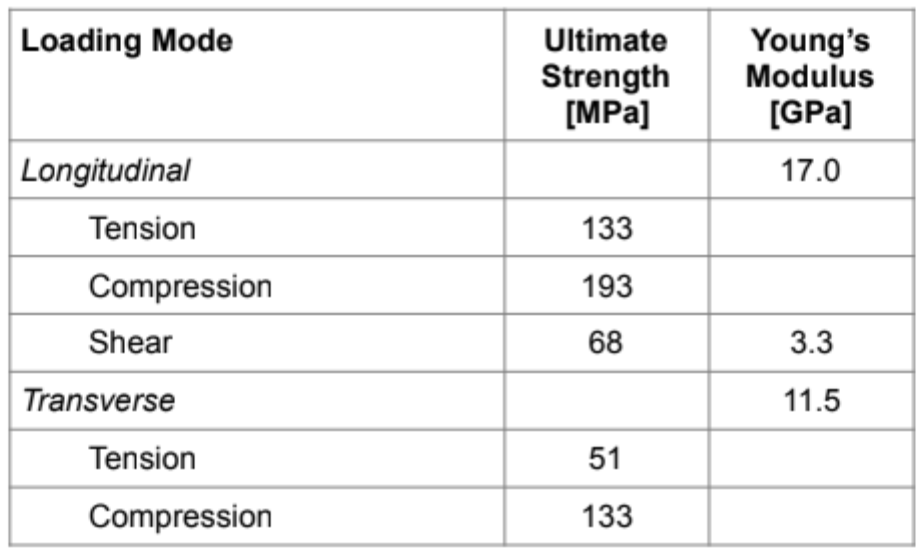 Loading Mode Ultimate Strength [MPa] Young's Modulus [GPa]
Longitudinal 17.0
Tension 133
Compression 193
Shear 68 3.3
Transverse 11.5
Tension 51
Compression 133